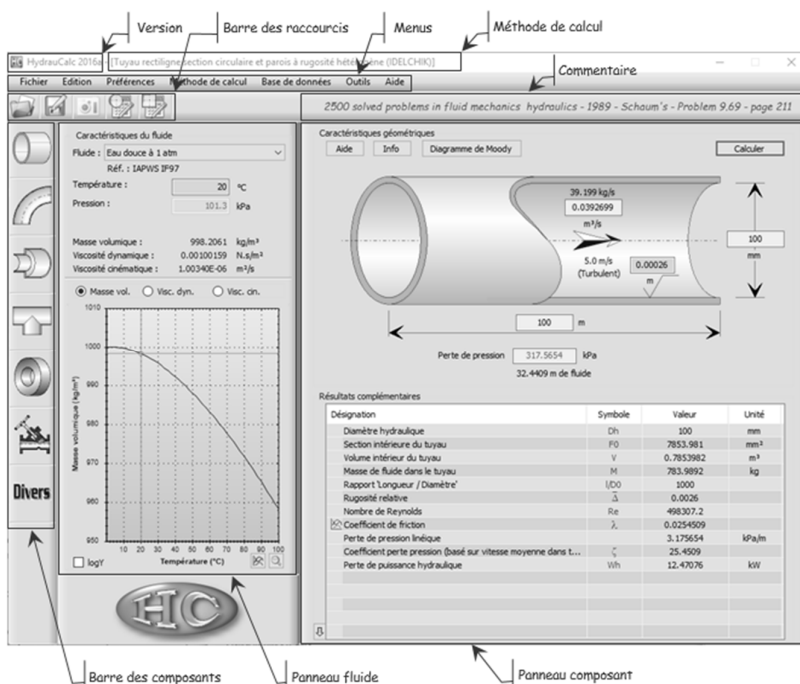 Version
Barre des raccourcis
Menus
Méthode de calcul
HydrauCalc 2016a - [Tuyau rectiligne section circulaire et parois à rugosité hétérogène (IDELCHIK)]
Commentaire
Fichier Edition Préférences Méthode de calcul Base de données Outils Aide
2500 solved problems in fluid mechanics hydraulics - 1989 - Schaum's - Problem 9.69 - page 211
Caractéristiques du fluide
Fluide : Eau douce à 1 atm
Réf. : IAPWS IF97
Température : 20 °C
Pression : 101.3 kPa
Masse volumique : 998.2061 kg/m³
Viscosité dynamique : 0.00100159 N.s/m²
Viscosité cinématique : 1.00340E-06 m²/s
Masse vol. Visc. dyn. Visc. cin.
Masse volumique (kg/m³)
1010
1000
990
980
970
960
950
10 20 30 40 50 60 70 80 90 100
logY
Température (°C)
Divers
HC
Caractéristiques géométriques
Aide Info Diagramme de Moody Calculer
39.199 kg/s
0.0392699
m³/s
5.0 m/s
(Turbulent)
0.00026
m
100
mm
100 m
Perte de pression 317.5654 kPa
32.4409 m de fluide
Résultats complémentaires
Désignation Symbole Valeur Unité
Diamètre hydraulique Dh 100 mm
Section intérieure du tuyau F0 7853.981 mm²
Volume intérieur du tuyau V 0.7853982 m³
Masse de fluide dans le tuyau M 783.9892 kg
Rapport 'Longueur / Diamètre' l/D0 1000
Rugosité relative Δ 0.0026
Nombre de Reynolds Re 498307.2
Coefficient de friction λ 0.0254509
Perte de pression linéique 3.175654 kPa/m
Coefficient perte pression (basé sur vitesse moyenne dans t... ζ 25.4509
Perte de puissance hydraulique Wh 12.47076 kW
Barre des composants
Panneau fluide
Panneau composant